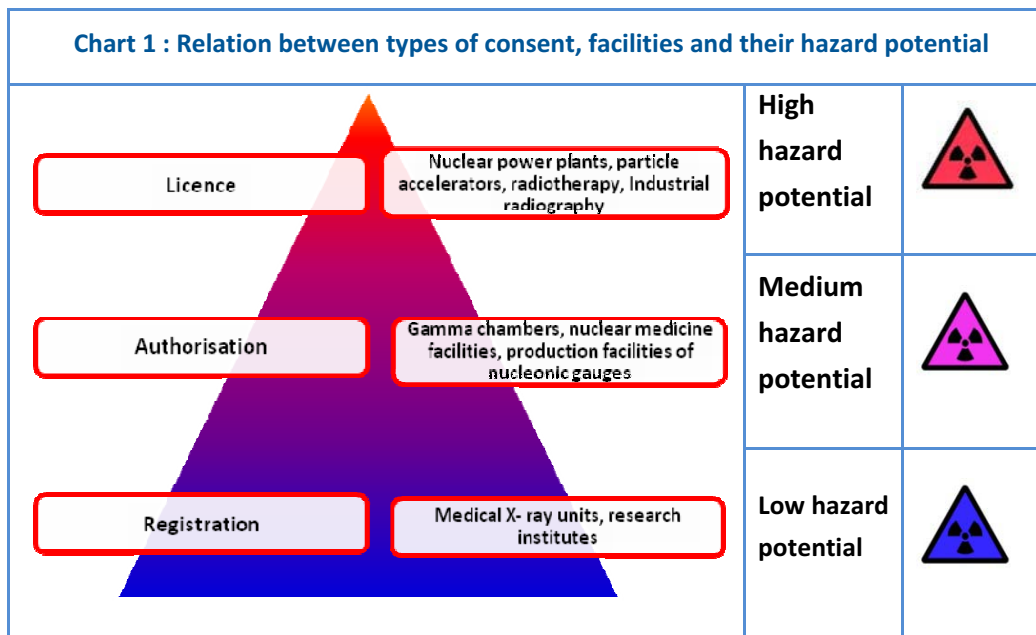 Chart 1 : Relation between types of consent, facilities and their hazard potential
Licence
Nuclear power plants, particle
accelerators, radiotherapy, Industrial
radiography
High
hazard
potential
Authorisation
Gamma chambers, nuclear medicine
facilities, production facilities of
nucleonic gauges
Medium
hazard
potential
Registration
Medical X- ray units, research
institutes
Low hazard
potential